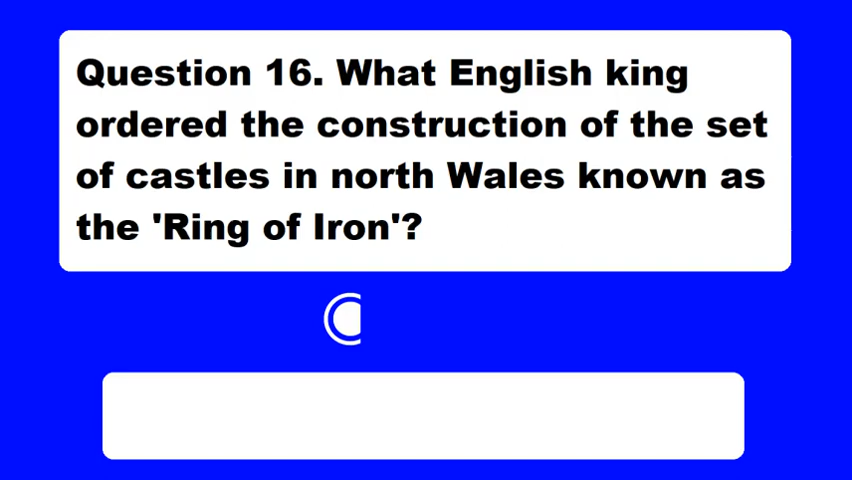 Question 16. What English king
ordered the construction of the set
of castles in north Wales known as
the 'Ring of Iron'?